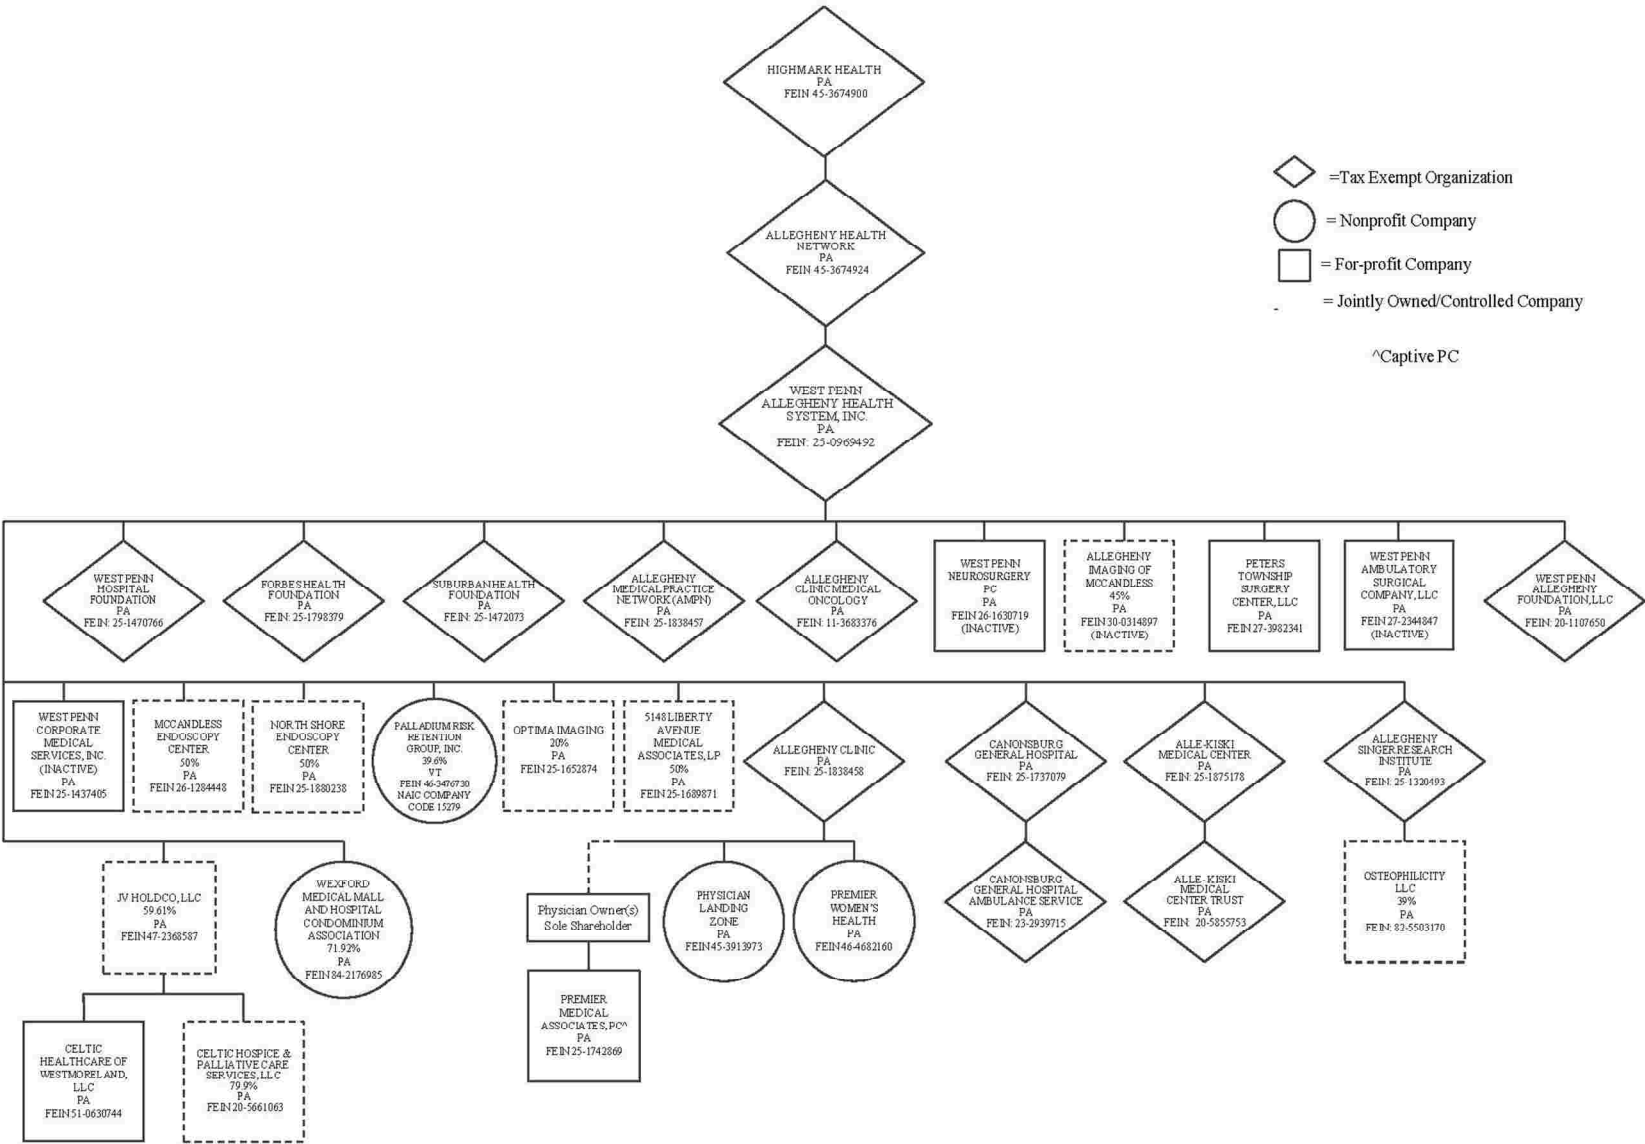 HIGHMARK HEALTH
PA
FEIN 45-3674900
ALLEGHENY HEALTH
NETWORK
PA
FEIN 45-3674924
WEST PENN
ALLEGHENY HEALTH
SYSTEM, INC.
PA
FEIN: 25-0969492
=Tax Exempt Organization
= Nonprofit Company
= For-profit Company
= Jointly Owned/Controlled Company
^Captive PC
WEST PENN
HOSPITAL
FOUNDATION
PA
FEIN: 25-1470766
FORBES HEALTH
FOUNDATION
PA
FEIN: 25-1798379
SUBURBAN HEALTH
FOUNDATION
PA
FEIN: 25-1472073
ALLEGHENY
MEDICAL PRACTICE
NETWORK (AMPN)
PA
FEIN: 25-1838457
ALLEGHENY
CLINIC MEDICAL
ONCOLOGY
PA
FEIN: 11-3683376
WEST PENN
NEUROSURGERY
PC
PA
FEIN 26-1630719
(INACTIVE)
ALLEGHENY
IMAGING OF
MCCANDLESS
45%
PA
FEIN 30-0314897
(INACTIVE)
PETERS
TOWNSHIP
SURGERY
CENTER, LLC
PA
FEIN 27-3982341
WEST PENN
AMBULATORY
SURGICAL
COMPANY, LLC
PA
FEIN 27-2344847
(INACTIVE)
WEST PENN
ALLEGHENY
FOUNDATION, LLC
PA
FEIN: 20-1107650
WEST PENN
CORPORATE
MEDICAL
SERVICES, INC.
(INACTIVE)
PA
FEIN 25-1437405
MCCANDLESS
ENDOSCOPY
CENTER
50%
PA
FEIN 26-1284448
NORTH SHORE
ENDOSCOPY
CENTER
50%
PA
FEIN 25-1880238
PALLADIUM RISK
RETENTION
GROUP, INC.
39.6%
VT
FEIN 46-3476730
NAIC COMPANY
CODE 15279
OPTIMA IMAGING
20%
PA
FEIN 25-1652874
5148 LIBERTY
AVENUE
MEDICAL
ASSOCIATES, LP
50%
PA
FEIN 25-1689871
ALLEGHENY CLINIC
PA
FEIN: 25-1838458
CANONSBURG
GENERAL HOSPITAL
PA
FEIN: 25-1737079
ALLE-KISKI
MEDICAL CENTER
PA
FEIN: 25-1875178
ALLEGHENY
SINGER RESEARCH
INSTITUTE
PA
FEIN: 25-1320493
JV HOLDCO, LLC
59.61%
PA
FEIN 47-2368587
WEXFORD
MEDICAL MALL
AND HOSPITAL
CONDOMINIUM
ASSOCIATION
71.92%
PA
FEIN 84-2176985
Physician Owner(s)
Sole Shareholder
PHYSICIAN
LANDING
ZONE
PA
FEIN 45-3913973
PREMIER
WOMEN'S
HEALTH
PA
FEIN 46-4682160
CANONSBURG
GENERAL HOSPITAL
AMBULANCE SERVICE
PA
FEIN: 23-2939715
ALLE-KISKI
MEDICAL
CENTER TRUST
PA
FEIN: 20-5855753
OSTEOPHILICITY
LLC
39%
PA
FEIN: 82-5503170
CELTIC
HEALTHCARE OF
WESTMORELAND,
LLC
PA
FEIN 51-0630744
CELTIC HOSPICE &
PALLIATIVE CARE
SERVICES, LLC
79.9%
PA
FEIN 20-5661063
PREMIER
MEDICAL
ASSOCIATES, PC^
PA
FEIN 25-1742869